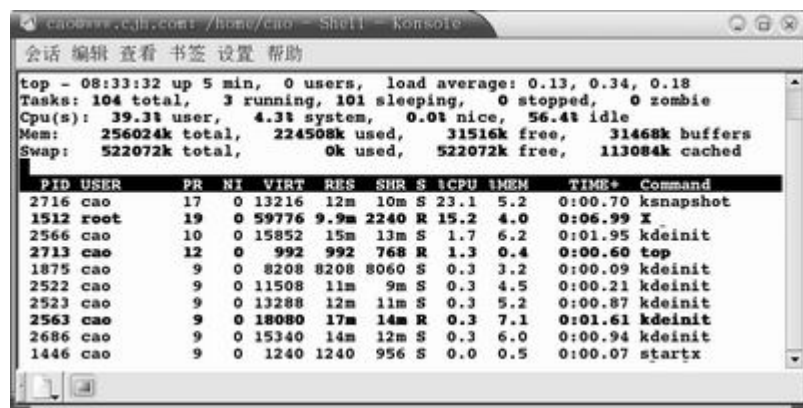 cao@www.cjh.com: /home/cao - Shell - Konsole
会话 编辑 查看 书签 设置 帮助
top - 08:33:32 up 5 min, 0 users, load average: 0.13, 0.34, 0.18
Tasks: 104 total, 3 running, 101 sleeping, 0 stopped, 0 zombie
Cpu(s): 39.3% user, 4.3% system, 0.0% nice, 56.4% idle
Mem: 256024k total, 224508k used, 31516k free, 31468k buffers
Swap: 522072k total, 0k used, 522072k free, 113084k cached
PID USER PR NI VIRT RES SHR S %CPU %MEM TIME+ Command
2716 cao 17 0 13216 12m 10m S 23.1 5.2 0:00.70 ksnapshot
1512 root 19 0 59776 9.9m 2240 R 15.2 4.0 0:06.99 X
2566 cao 10 0 15852 15m 13m S 1.7 6.2 0:01.95 kdeinit
2713 cao 12 0 992 992 768 R 1.3 0.4 0:00.60 top
1875 cao 9 0 8208 8208 8060 S 0.3 3.2 0:00.09 kdeinit
2522 cao 9 0 11508 11m 9m S 0.3 4.5 0:00.21 kdeinit
2523 cao 9 0 13288 12m 11m S 0.3 5.2 0:00.87 kdeinit
2563 cao 9 0 18080 17m 14m R 0.3 7.1 0:01.61 kdeinit
2686 cao 9 0 15340 14m 12m S 0.3 6.0 0:00.94 kdeinit
1446 cao 9 0 1240 1240 956 S 0.0 0.5 0:00.07 startx